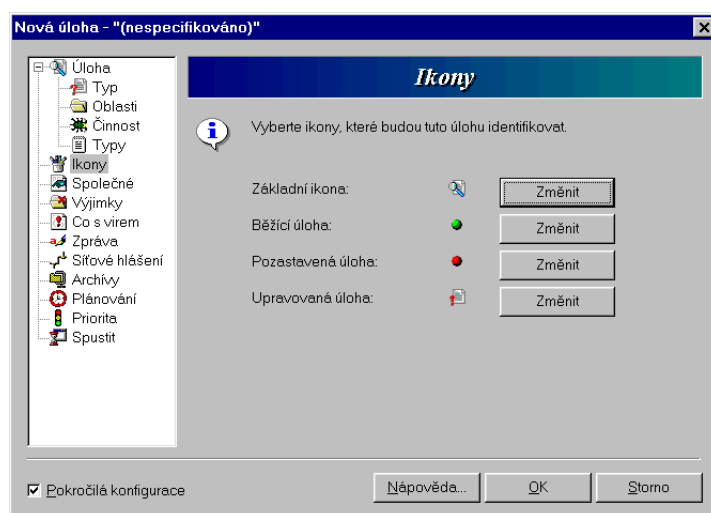 Nová úloha - "(nespecifikováno)"
Úloha
Typ
Oblasti
Činnost
Typy
Ikony
Společné
Výjimky
Co s virem
Zpráva
Síťové hlášení
Archívy
Plánování
Priorita
Spustit
Ikony
Vyberte ikony, které budou tuto úlohu identifikovat.
Základní ikona:
Změnit
Běžící úloha:
Změnit
Pozastavená úloha:
Změnit
Upravovaná úloha:
Změnit
Pokročilá konfigurace
Nápověda...
OK
Storno